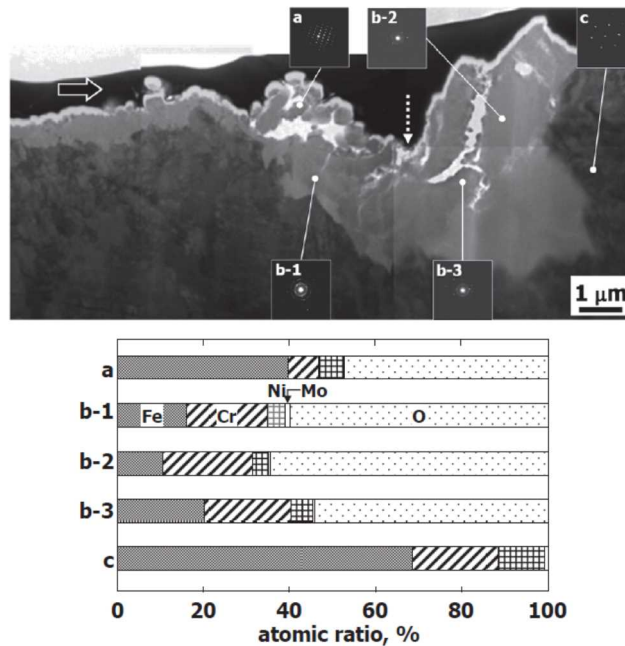 a
b-2
c
b-1
b-3
1 µm
a
Ni Mo
b-1 Fe Cr O
b-2
b-3
c
0 20 40 60 80 100
atomic ratio, %